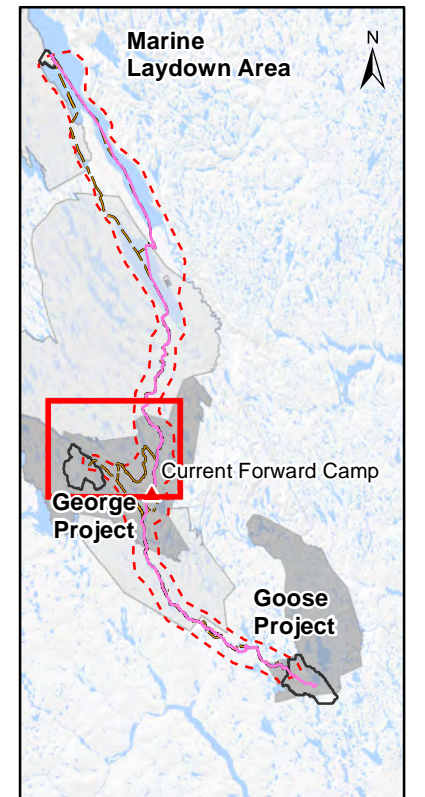 Marine
Laydown Area
N
Current Forward Camp
George
Project
Goose
Project